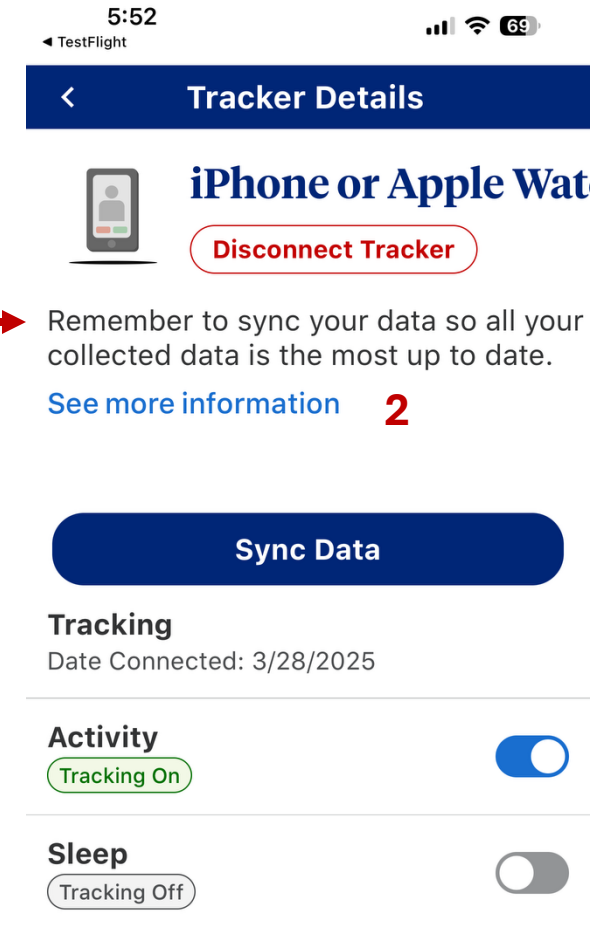 5:52
◀ TestFlight
69
Tracker Details
iPhone or Apple
Disconnect Tracker
Remember to sync your data so all your
collected data is the most up to date.
See more information
2
Sync Data
Tracking
Date Connected: 3/28/2025
Activity
Tracking On
Sleep
Tracking Off